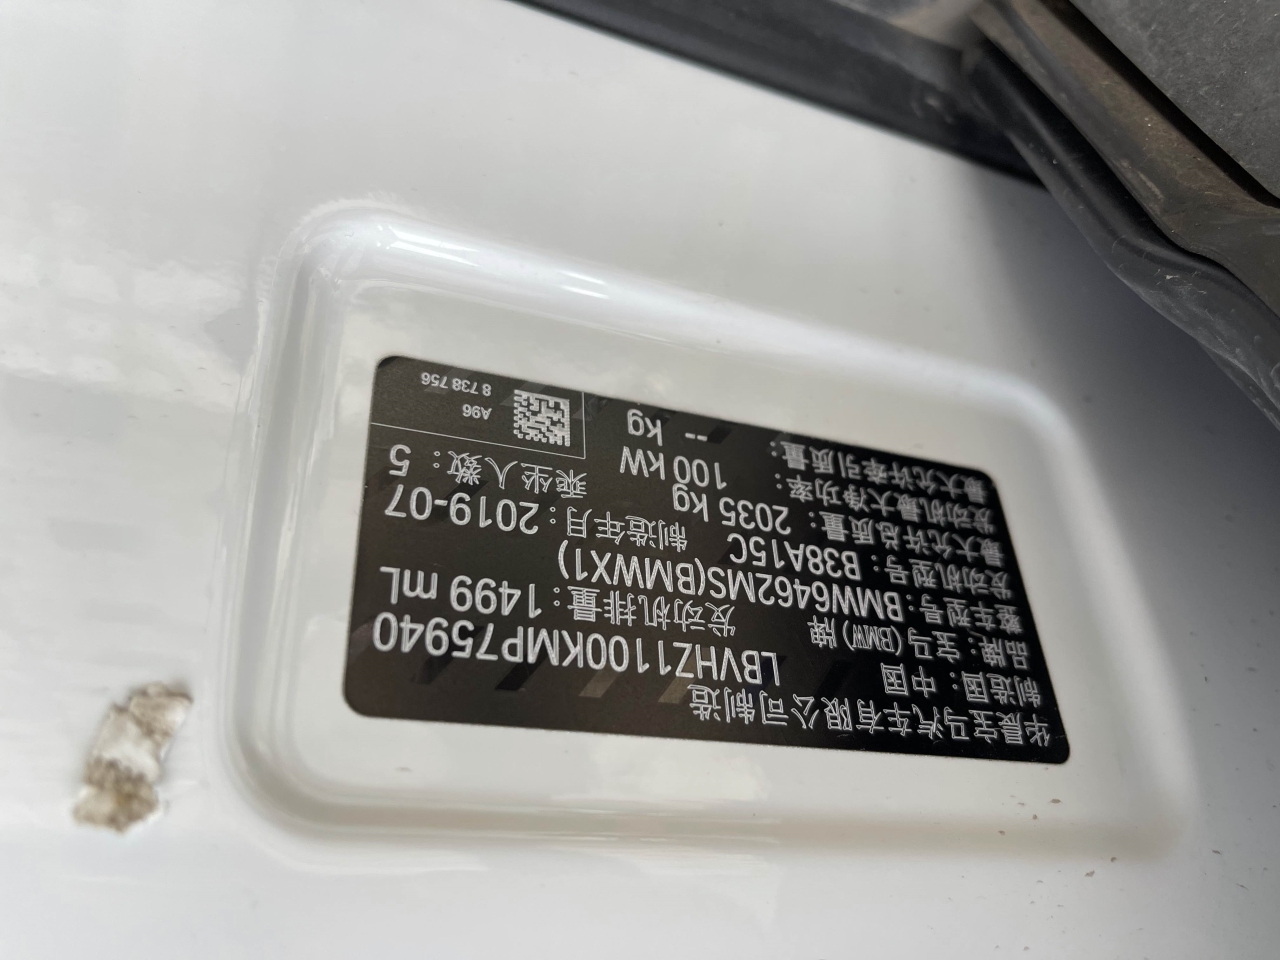 华晨宝马汽车有限公司制造
制造国：中国 LBVHZ1100KMP75940
品牌：宝马(BMW)牌 发动机排量：1499 mL
整车型号：BMW6462MS(BMWX1)
发动机型号：B38A15C 制造年月：2019-07
最大允许总质量：2035 kg 乘坐人数：5
发动机最大净功率：100 kW
最大允许牵引质量：-- kg
A96
8 738 756